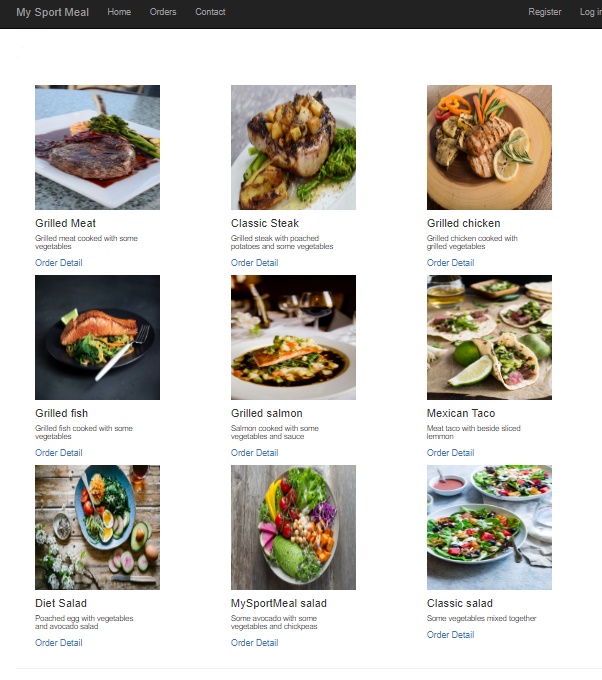 My Sport Meal Home Orders Contact Register Log in
Grilled Meat
Grilled meat cooked with some
vegetables
Order Detail
Classic Steak
Grilled steak with poached
potatoes and some vegetables
Order Detail
Grilled chicken
Grilled chicken cooked with
grilled vegetables
Order Detail
Grilled fish
Grilled fish cooked with some
vegetables
Order Detail
Grilled salmon
Salmon cooked with some
vegetables and sauce
Order Detail
Mexican Taco
Meat taco with beside sliced
lemmon
Order Detail
Diet Salad
Poached egg with vegetables
and avocado salad
Order Detail
MySportMeal salad
Some avocado with some
vegetables and chickpeas
Order Detail
Classic salad
Some vegetables mixed together
Order Detail